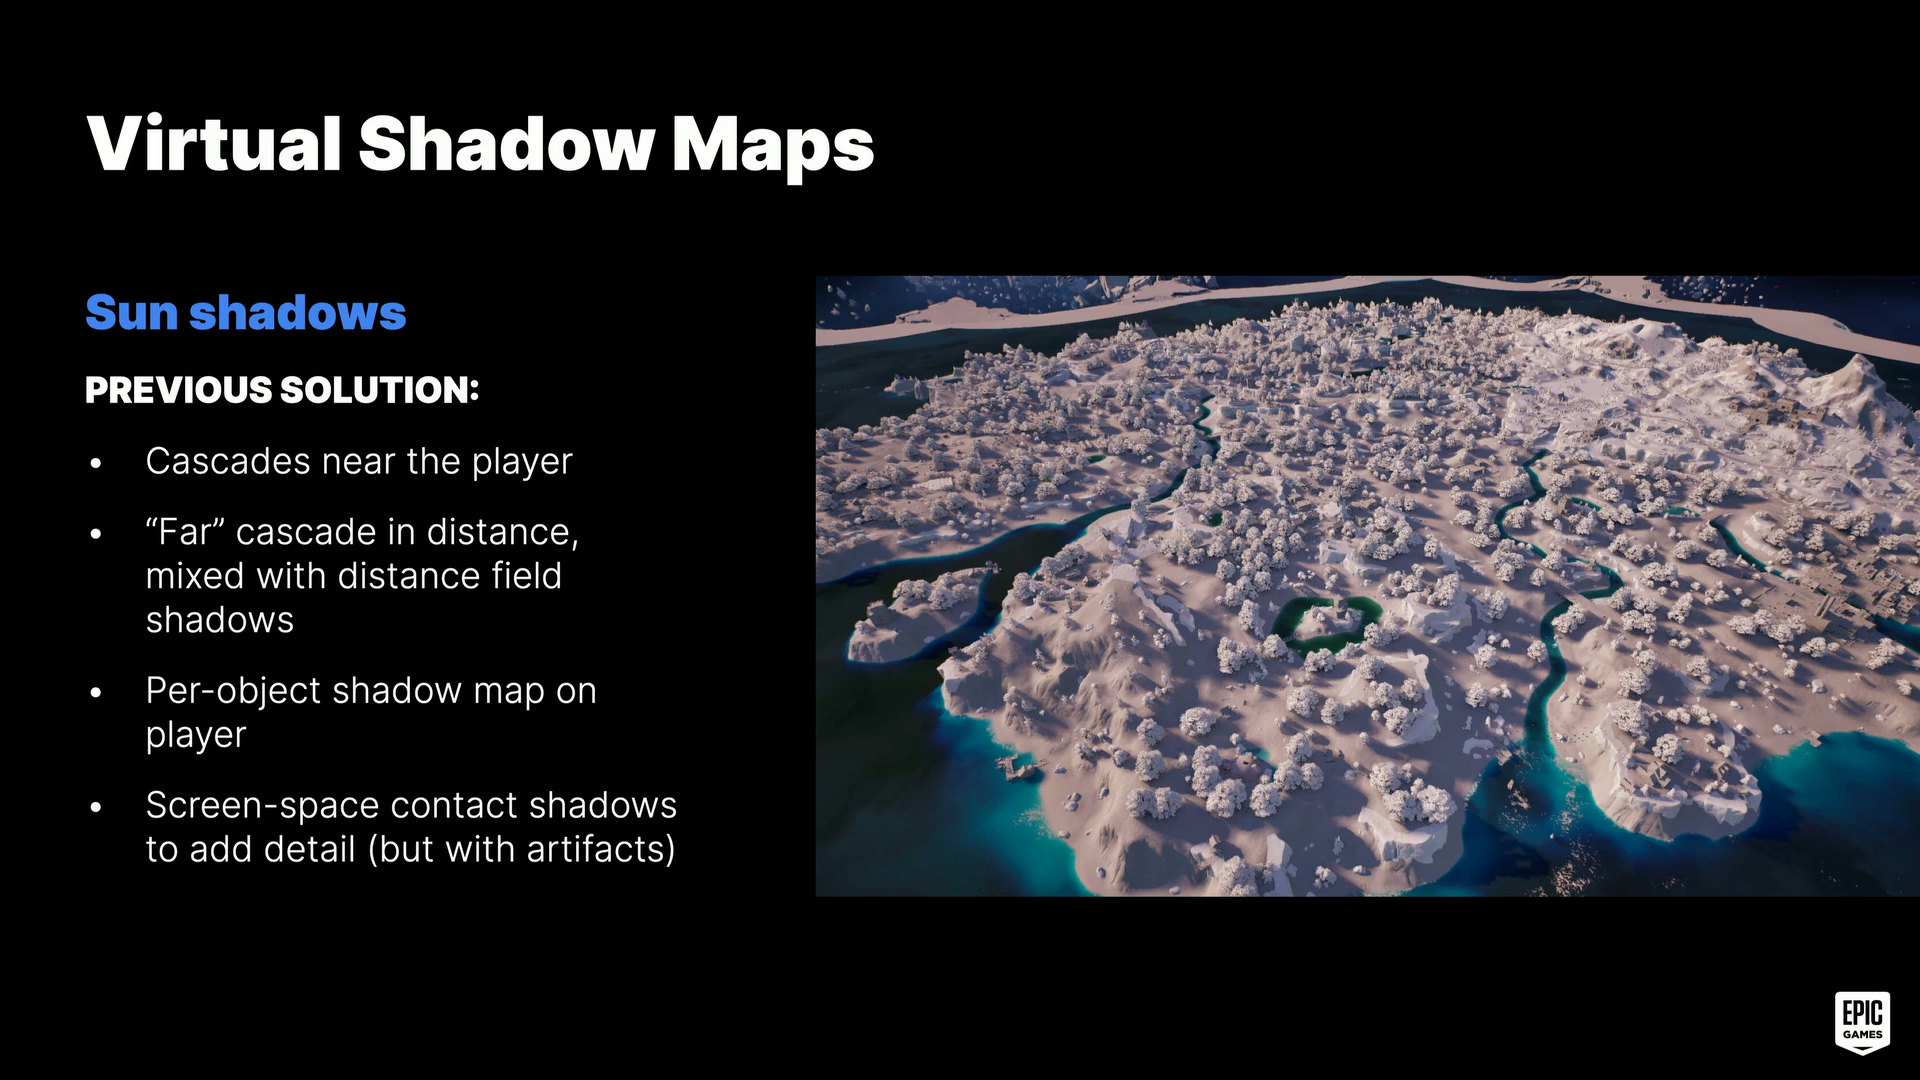 Virtual Shadow Maps
Sun shadows
PREVIOUS SOLUTION:
• Cascades near the player
• “Far” cascade in distance,
mixed with distance field
shadows
• Per-object shadow map on
player
• Screen-space contact shadows
to add detail (but with artifacts)
EPIC
GAMES